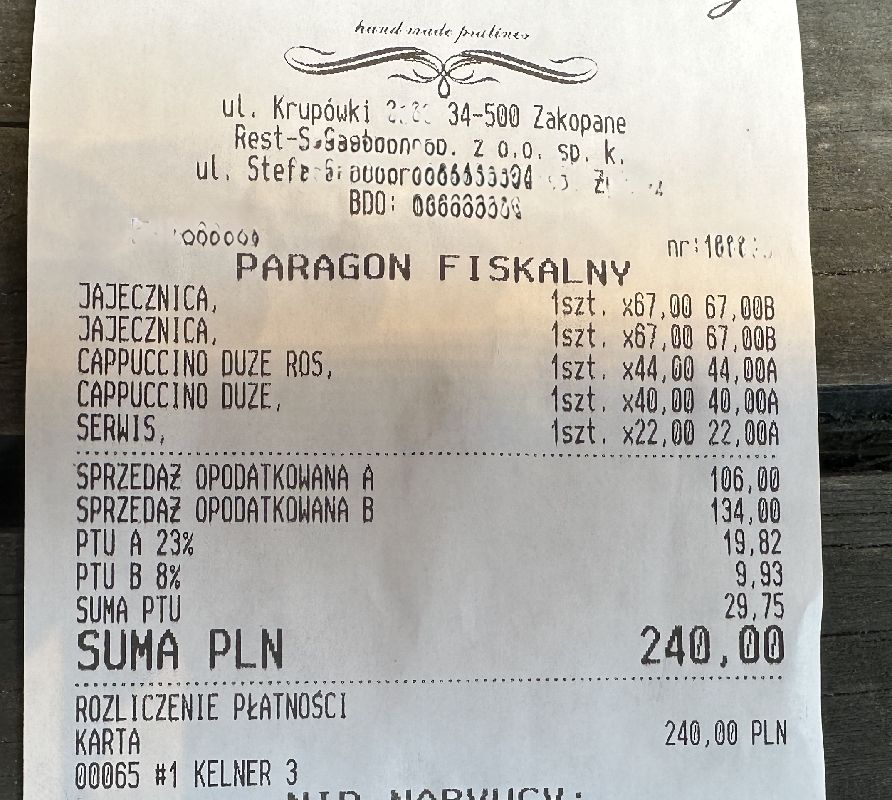 hand made pralines
ul. Krupówki 34-500 Zakopane
Rest-S. z o.o. sp. k.
ul.
BDO:
PARAGON FISKALNY
JAJECZNICA, 1szt. x67,00 67,00B
JAJECZNICA, 1szt. x67,00 67,00B
CAPPUCCINO DUZE ROS, 1szt. x44,00 44,00A
CAPPUCCINO DUZE, 1szt. x40,00 40,00A
SERWIS, 1szt. x22,00 22,00A
SPRZEDAŻ OPODATKOWANA A 106,00
SPRZEDAŻ OPODATKOWANA B 134,00
PTU A 23% 19,82
PTU B 8% 9,93
SUMA PTU 29,75
SUMA PLN 240,00
ROZLICZENIE PŁATNOŚCI
KARTA 240,00 PLN
00065 #1 KELNER 3
NIP NABYWCY: